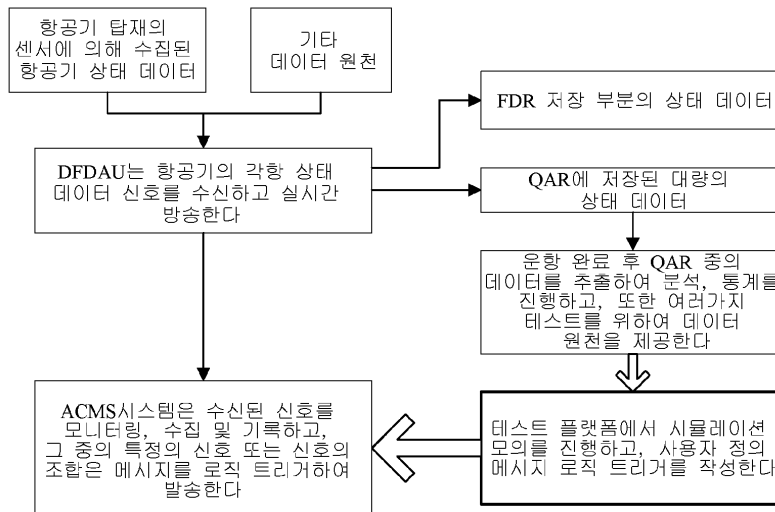 항공기 탑재의
센서에 의해 수집된
항공기 상태 데이터
기타
데이터 원천
FDR 저장 부분의 상태 데이터
DFDAU는 항공기의 각항 상태
데이터 신호를 수신하고 실시간
방송한다
QAR에 저장된 대량의
상태 데이터
운항 완료 후 QAR 중의
데이터를 추출하여 분석, 통계를
진행하고, 또한 여러가지
테스트를 위하여 데이터
원천을 제공한다
ACMS시스템은 수신된 신호를
모니터링, 수집 및 기록하고,
그 중의 특정의 신호 또는 신호의
조합은 메시지를 로직 트리거하여
발송한다
테스트 플랫폼에서 시뮬레이션
모의를 진행하고, 사용자 정의
메시지 로직 트리거를 작성한다